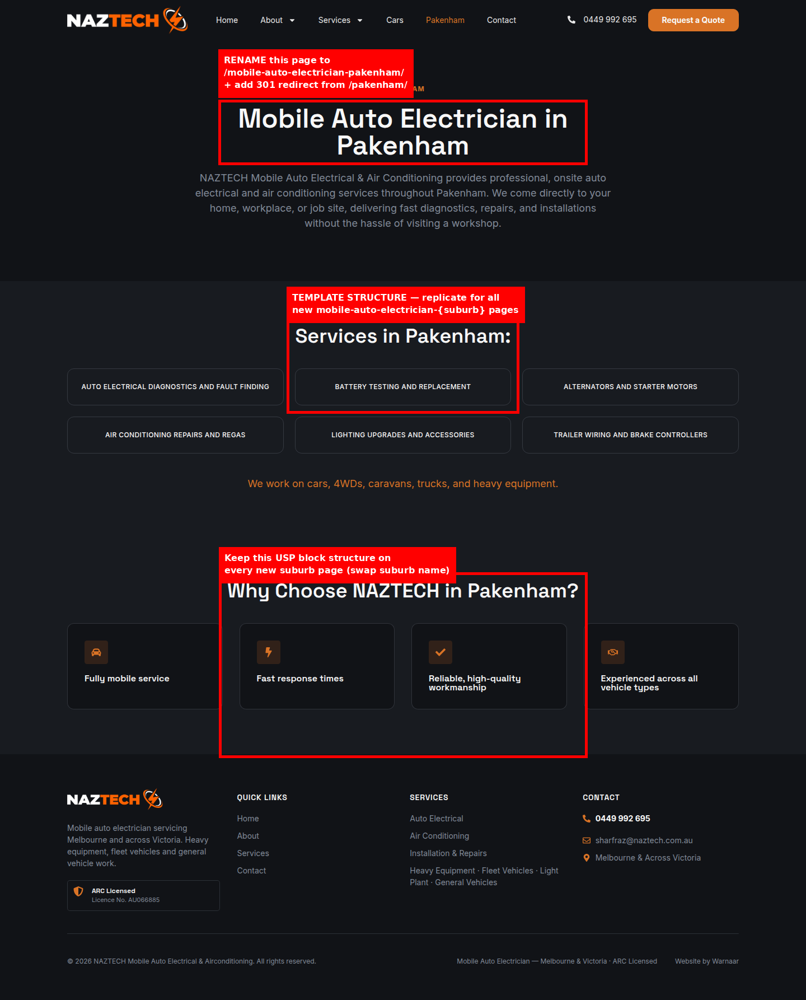 NAZTECH
Home
About
Services
Cars
Pakenham
Contact
0449 992 695
Request a Quote
RENAME this page to
/mobile-auto-electrician-pakenham/
+ add 301 redirect from /pakenham/
AM
Mobile Auto Electrician in
Pakenham
NAZTECH Mobile Auto Electrical & Air Conditioning provides professional, onsite auto
electrical and air conditioning services throughout Pakenham. We come directly to your
home, workplace, or job site, delivering fast diagnostics, repairs, and installations
without the hassle of visiting a workshop.
TEMPLATE STRUCTURE — replicate for all
new mobile-auto-electrician-{suburb} pages
Services in Pakenham:
AUTO ELECTRICAL DIAGNOSTICS AND FAULT FINDING
BATTERY TESTING AND REPLACEMENT
ALTERNATORS AND STARTER MOTORS
AIR CONDITIONING REPAIRS AND REGAS
LIGHTING UPGRADES AND ACCESSORIES
TRAILER WIRING AND BRAKE CONTROLLERS
We work on cars, 4WDs, caravans, trucks, and heavy equipment.
Keep this USP block structure on
every new suburb page (swap suburb name)
Why Choose NAZTECH in Pakenham?
Fully mobile service
Fast response times
Reliable, high-quality
workmanship
Experienced across all
vehicle types
NAZTECH
Mobile auto electrician servicing
Melbourne and across Victoria. Heavy
equipment, fleet vehicles and general
vehicle work.
ARC Licensed
Licence No. AU066885
QUICK LINKS
Home
About
Services
Contact
SERVICES
Auto Electrical
Air Conditioning
Installation & Repairs
Heavy Equipment · Fleet Vehicles · Light
Plant · General Vehicles
CONTACT
0449 992 695
sharfraz@naztech.com.au
Melbourne & Across Victoria
© 2026 NAZTECH Mobile Auto Electrical & Airconditioning. All rights reserved.
Mobile Auto Electrician — Melbourne & Victoria · ARC Licensed
Website by Warnaar